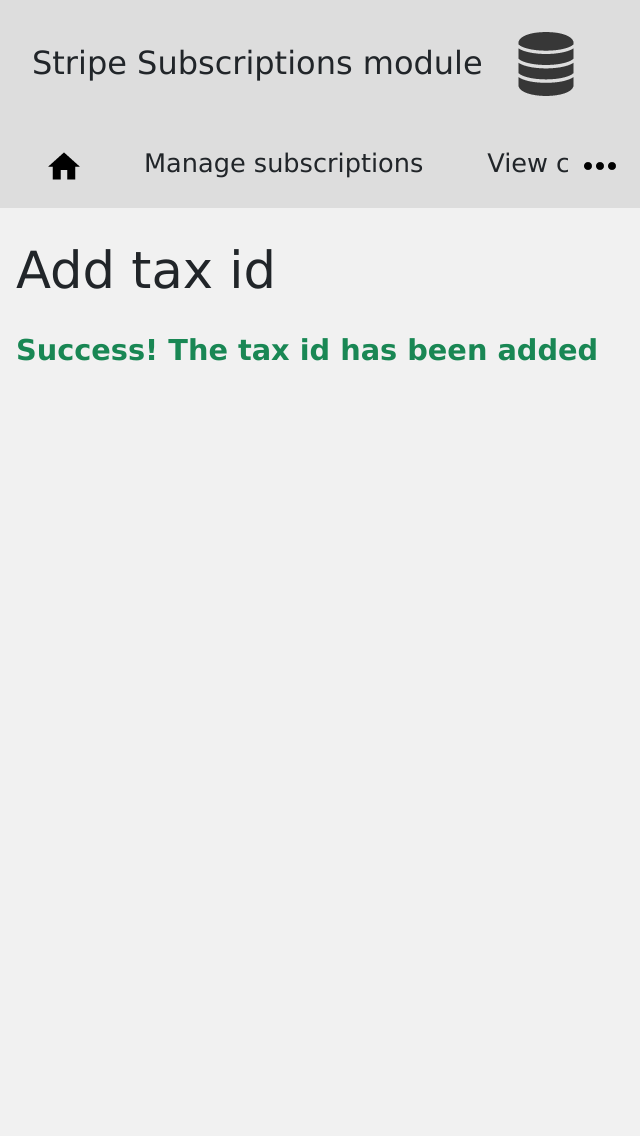 Stripe Subscriptions module
Manage subscriptions View c
Add tax id
Success! The tax id has been added